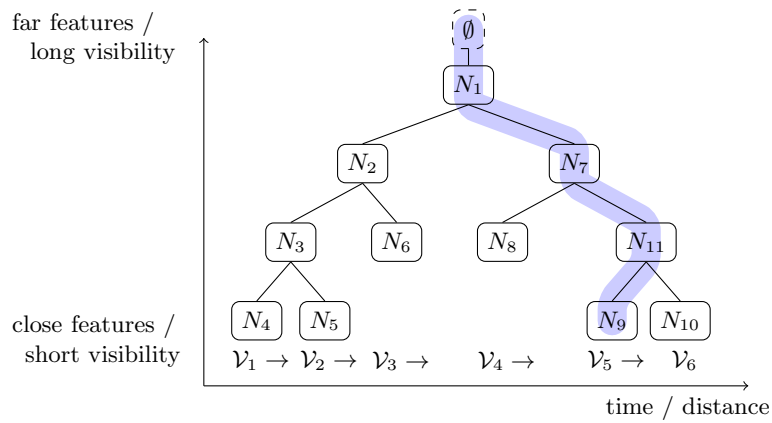 far features /
long visibility
∅
N₁
N₂ N₇
N₃ N₆ N₈ N₁₁
close features /
short visibility
N₄ N₅ N₉ N₁₀
𝒱₁ → 𝒱₂ → 𝒱₃ → 𝒱₄ → 𝒱₅ → 𝒱₆
time / distance